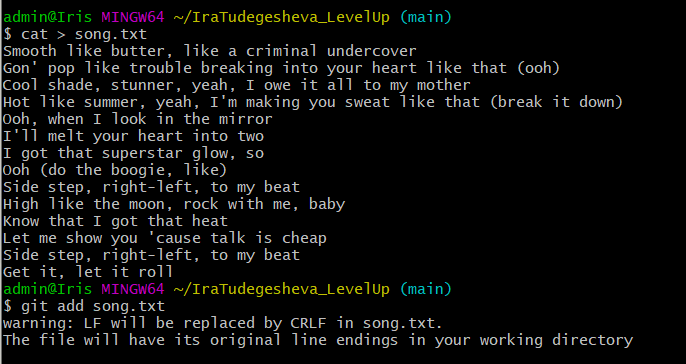 admin@Iris MINGW64 ~/IraTudegesheva_LevelUp (main)
$ cat > song.txt
Smooth like butter, like a criminal undercover
Gon' pop like trouble breaking into your heart like that (ooh)
Cool shade, stunner, yeah, I owe it all to my mother
Hot like summer, yeah, I'm making you sweat like that (break it down)
Ooh, when I look in the mirror
I'll melt your heart into two
I got that superstar glow, so
Ooh (do the boogie, like)
Side step, right-left, to my beat
High like the moon, rock with me, baby
Know that I got that heat
Let me show you 'cause talk is cheap
Side step, right-left, to my beat
Get it, let it roll
admin@Iris MINGW64 ~/IraTudegesheva_LevelUp (main)
$ git add song.txt
warning: LF will be replaced by CRLF in song.txt.
The file will have its original line endings in your working directory